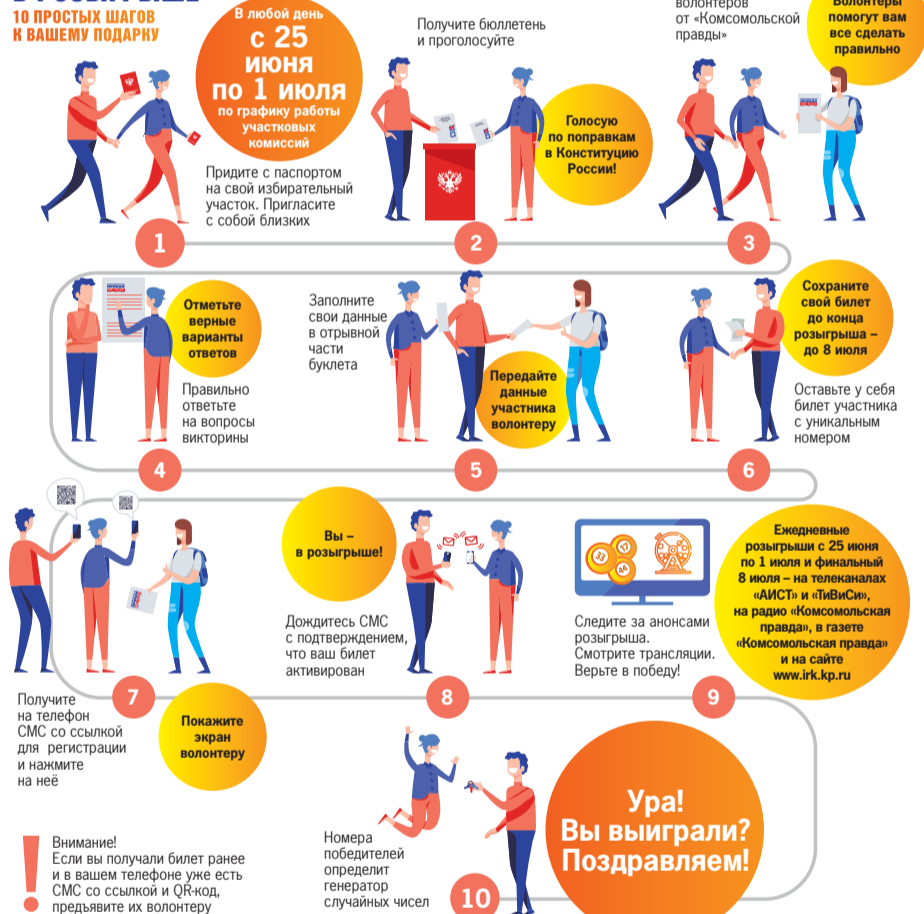 10 ПРОСТЫХ ШАГОВ
К ВАШЕМУ ПОДАРКУ
В любой день
с 25
июня
по 1 июля
по графику работы
участковых
комиссий
Придите с паспортом
на свой избирательный
участок. Пригласите
с собой близких
1
Получите бюллетень
и проголосуйте
Голосую
по поправкам
в Конституцию
России!
2
волонтеров
от «Комсомольской
правды»
Волонтеры
помогут вам
все сделать
правильно
3
Отметьте
верные
варианты
ответов
Правильно
ответьте
на вопросы
викторины
4
Заполните
свои данные
в отрывной
части
буклета
Передайте
данные
участника
волонтеру
5
Сохраните
свой билет
до конца
розыгрыша –
до 8 июля
Оставьте у себя
билет участника
с уникальным
номером
6
Получите
на телефон
СМС со ссылкой
для регистрации
и нажмите
на неё
7
Покажите
экран
волонтеру
Вы –
в розыгрыше!
Дождитесь СМС
с подтверждением,
что ваш билет
активирован
8
33
17
44
Следите за анонсами
розыгрыша.
Смотрите трансляции.
Верьте в победу!
9
Ежедневные
розыгрыши с 25 июня
по 1 июля и финальный
8 июля – на телеканалах
«АИСТ» и «ТиВиСи»,
на радио «Комсомольская
правда», в газете
«Комсомольская правда»
и на сайте
www.irk.kp.ru
Внимание!
Если вы получали билет ранее
и в вашем телефоне уже есть
СМС со ссылкой и QR-код,
предъявите их волонтеру
Номера
победителей
определит
генератор
случайных чисел
10
Ура!
Вы выиграли?
Поздравляем!